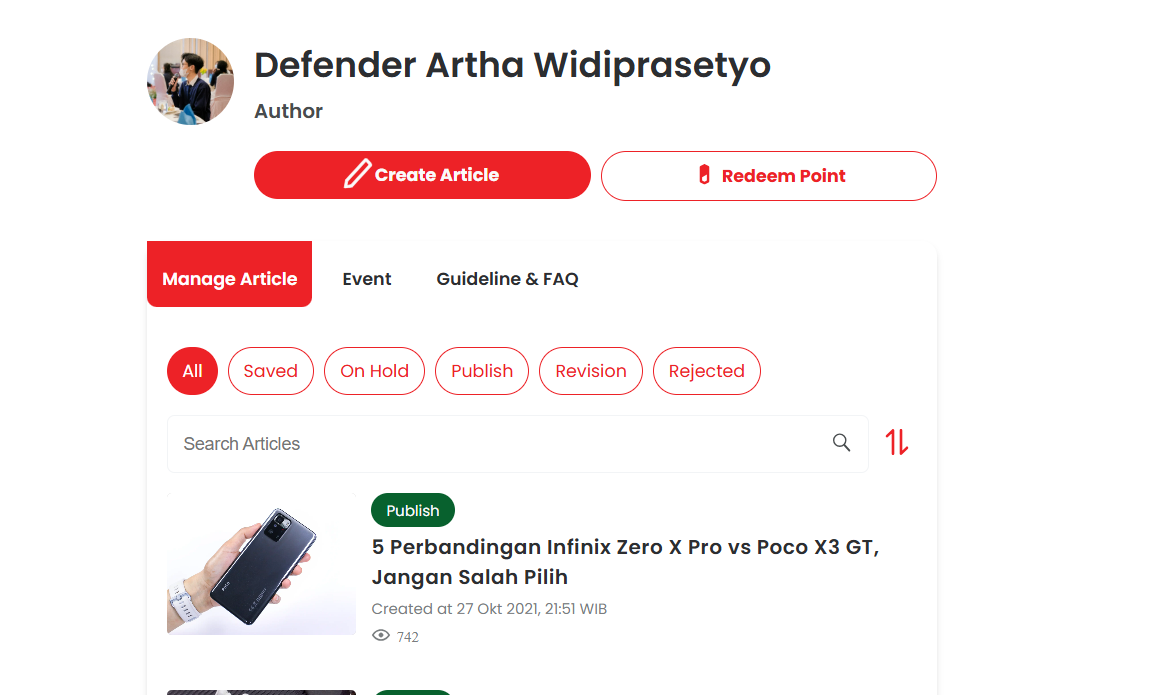 Defender Artha Widiprasetyo
Author
Create Article
Redeem Point
Manage Article
Event
Guideline & FAQ
All
Saved
On Hold
Publish
Revision
Rejected
Search Articles
Publish
5 Perbandingan Infinix Zero X Pro vs Poco X3 GT,
Jangan Salah Pilih
Created at 27 Okt 2021, 21:51 WIB
742